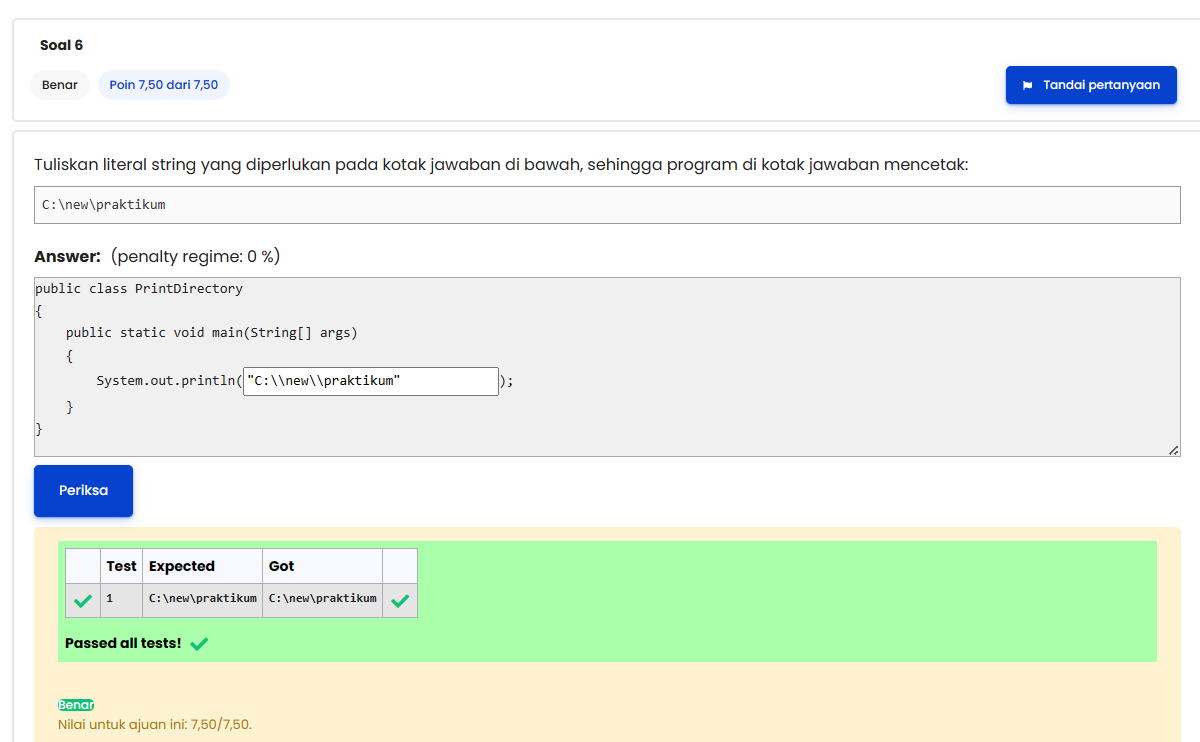 Soal 6
Benar
Poin 7,50 dari 7,50
Tandai pertanyaan
Tuliskan literal string yang diperlukan pada kotak jawaban di bawah, sehingga program di kotak jawaban mencetak:
C:\new\praktikum
Answer: (penalty regime: 0 %)
public class PrintDirectory
{
    public static void main(String[] args)
    {
        System.out.println("C:\\new\\praktikum");
    }
}
Periksa
Test Expected Got
1 C:\new\praktikum C:\new\praktikum
Passed all tests!
Benar
Nilai untuk ajuan ini: 7,50/7,50.